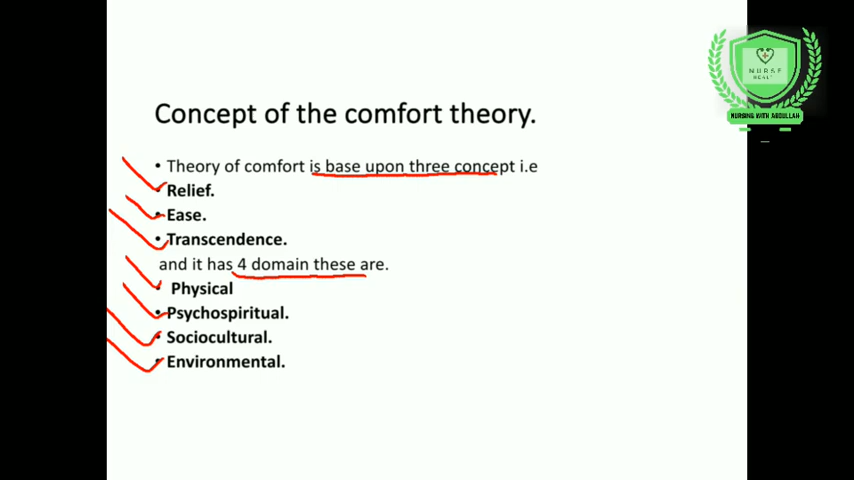 Concept of the comfort theory.
• Theory of comfort is base upon three concept i.e
• Relief.
• Ease.
• Transcendence.
and it has 4 domain these are.
• Physical
• Psychospiritual.
• Sociocultural.
• Environmental.
NURSE
HEALT
NURSING WITH ABDULLAH